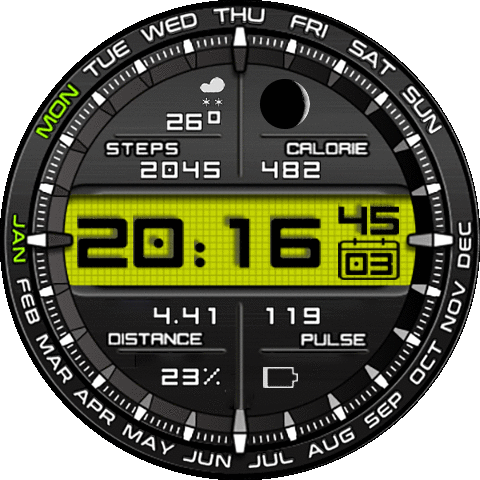 MON TUE WED THU FRI SAT SUN
26°
STEPS CALORIE
2045 482
20:16 45
03
4.41 119
DISTANCE PULSE
23%
JAN FEB MAR APR MAY JUN JUL AUG SEP OCT NOV DEC